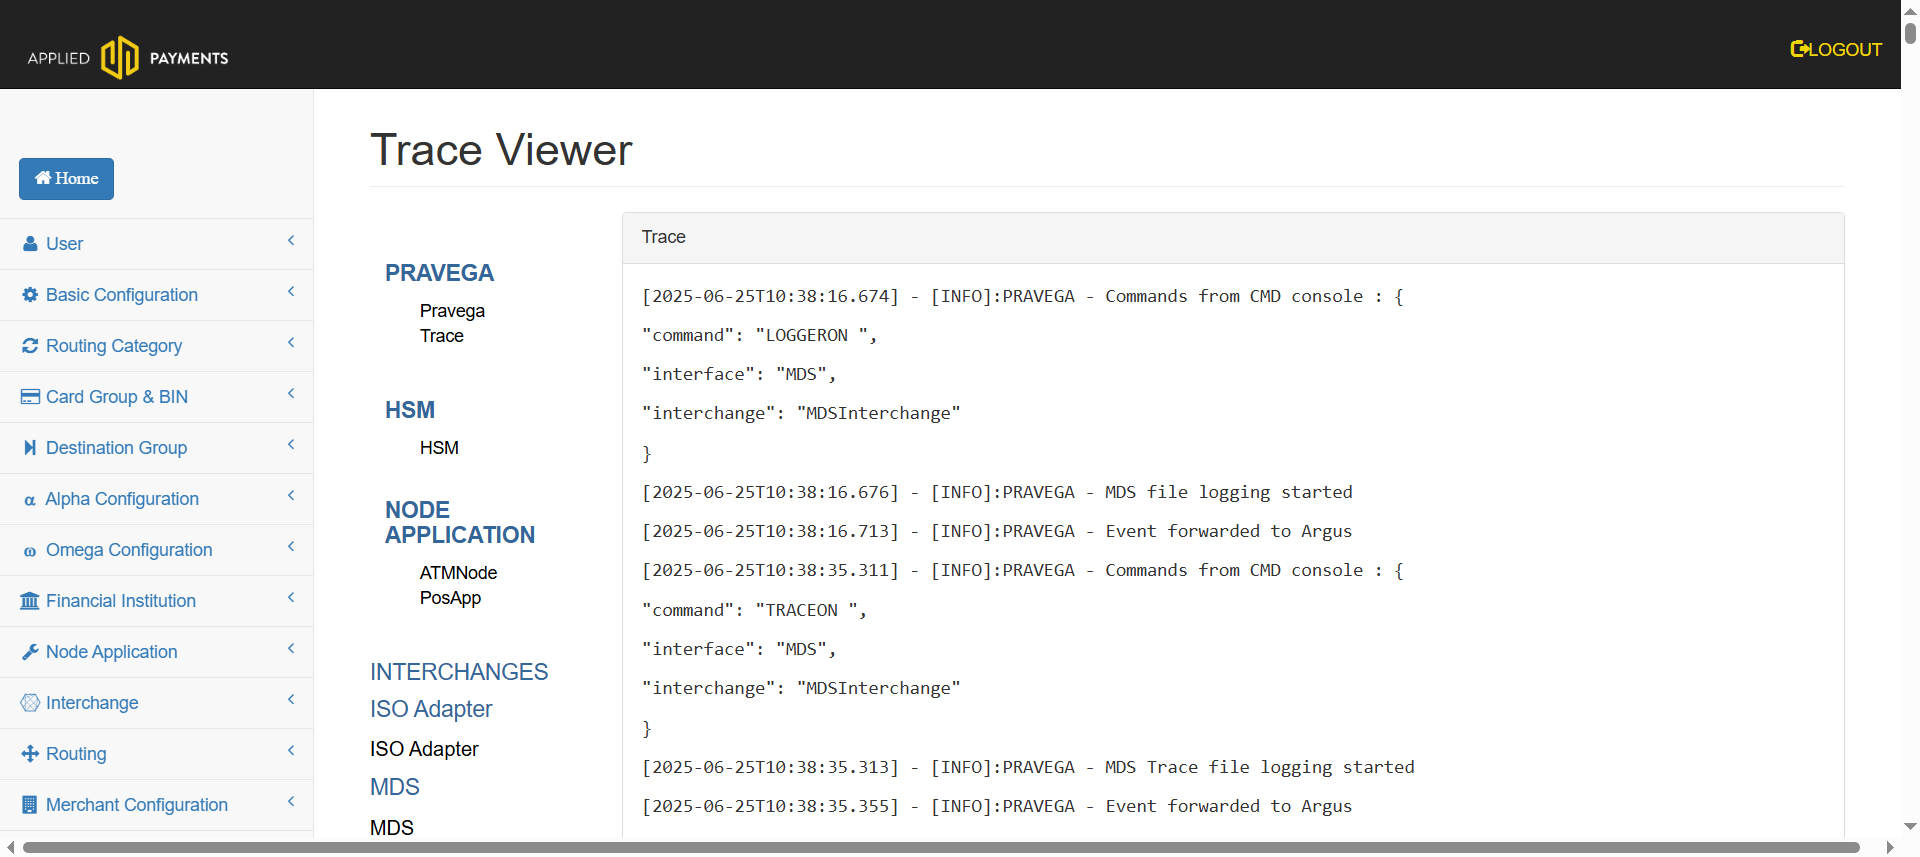 APPLIED PAYMENTS
LOGOUT
Home
User
Basic Configuration
Routing Category
Card Group & BIN
Destination Group
α Alpha Configuration
ω Omega Configuration
Financial Institution
Node Application
Interchange
Routing
Merchant Configuration
Trace Viewer
PRAVEGA
Pravega
Trace
HSM
HSM
NODE
APPLICATION
ATMNode
PosApp
INTERCHANGES
ISO Adapter
ISO Adapter
MDS
MDS
Trace
[2025-06-25T10:38:16.674] - [INFO]:PRAVEGA - Commands from CMD console : {
"command": "LOGGERON ",
"interface": "MDS",
"interchange": "MDSInterchange"
}
[2025-06-25T10:38:16.676] - [INFO]:PRAVEGA - MDS file logging started
[2025-06-25T10:38:16.713] - [INFO]:PRAVEGA - Event forwarded to Argus
[2025-06-25T10:38:35.311] - [INFO]:PRAVEGA - Commands from CMD console : {
"command": "TRACEON ",
"interface": "MDS",
"interchange": "MDSInterchange"
}
[2025-06-25T10:38:35.313] - [INFO]:PRAVEGA - MDS Trace file logging started
[2025-06-25T10:38:35.355] - [INFO]:PRAVEGA - Event forwarded to Argus